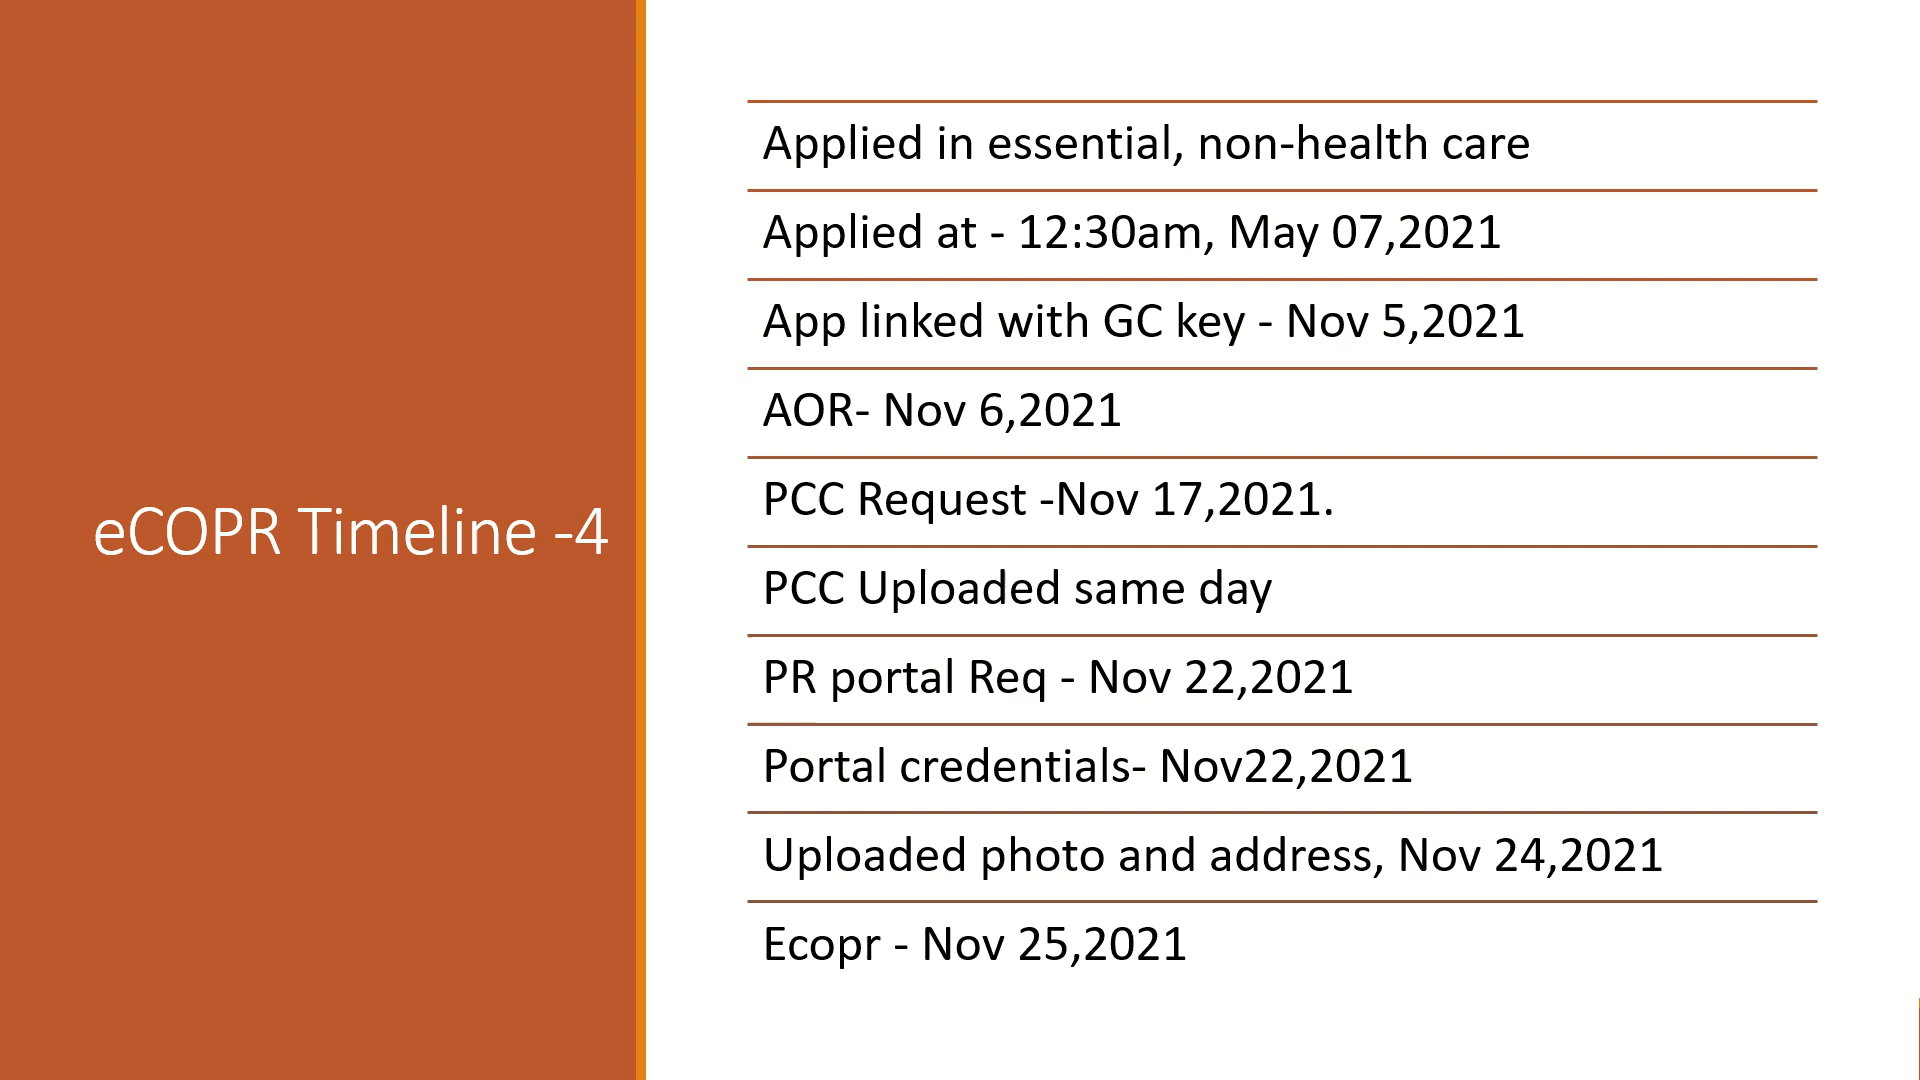 eCOPR Timeline -4
Applied in essential, non-health care
Applied at - 12:30am, May 07,2021
App linked with GC key - Nov 5,2021
AOR- Nov 6,2021
PCC Request -Nov 17,2021.
PCC Uploaded same day
PR portal Req - Nov 22,2021
Portal credentials- Nov22,2021
Uploaded photo and address, Nov 24,2021
Ecopr - Nov 25,2021